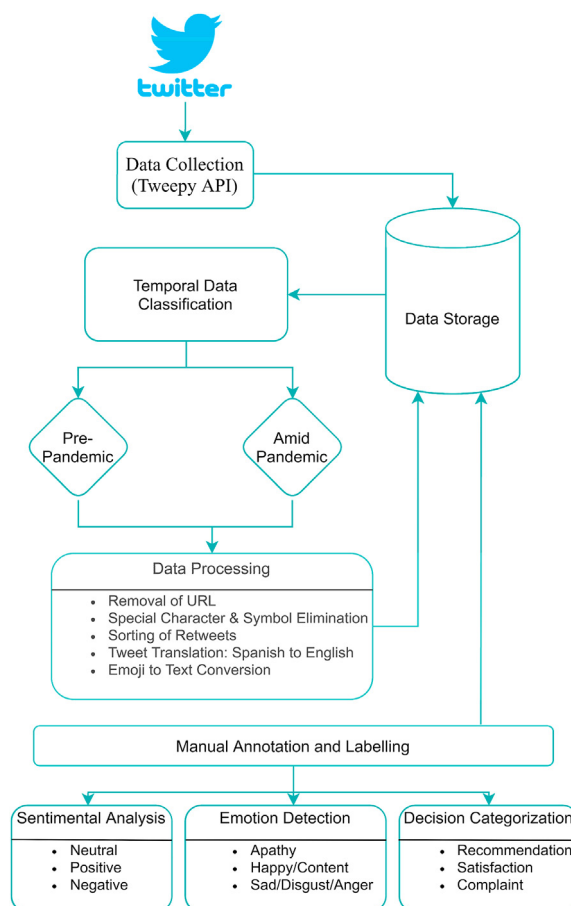 twitter
Data Collection
(Tweepy API)
Temporal Data
Classification
Data Storage
Pre-
Pandemic
Amid
Pandemic
Data Processing
• Removal of URL
• Special Character & Symbol Elimination
• Sorting of Retweets
• Tweet Translation: Spanish to English
• Emoji to Text Conversion
Manual Annotation and Labelling
Sentimental Analysis
• Neutral
• Positive
• Negative
Emotion Detection
• Apathy
• Happy/Content
• Sad/Disgust/Anger
Decision Categorization
• Recommendation
• Satisfaction
• Complaint